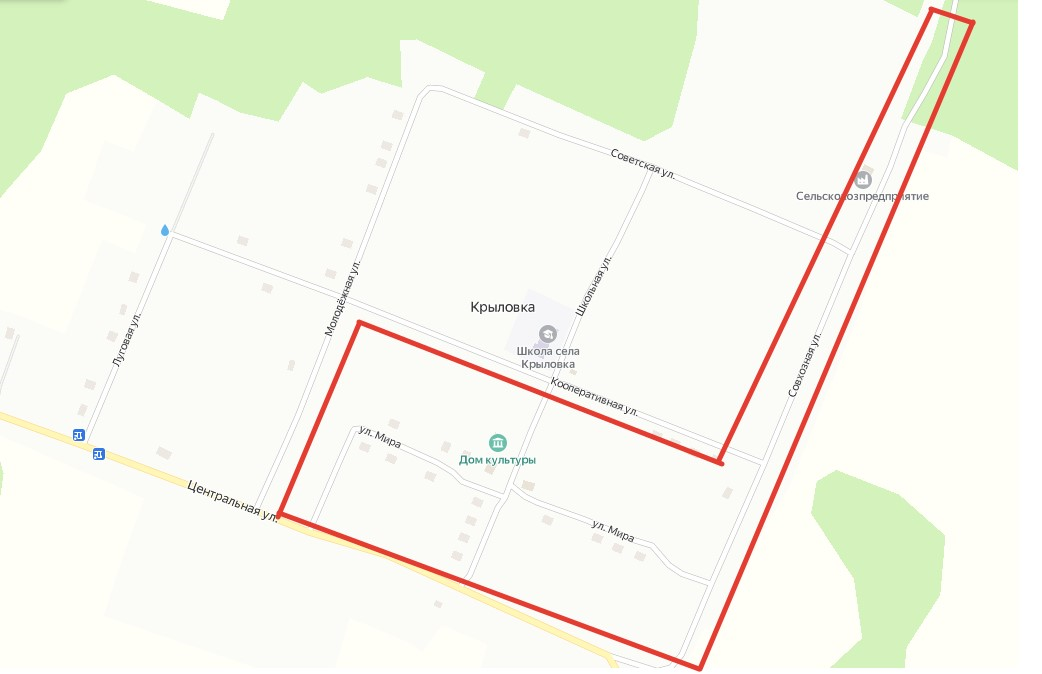 Советская ул.
Сельскохозпредприятие
Молодёжная ул.
Школьная ул.
Крыловка
Луговая ул.
Школа села
Крыловка
Совхозная ул.
Кооперативная ул.
ул. Мира
Дом культуры
Центральная ул.
ул. Мира